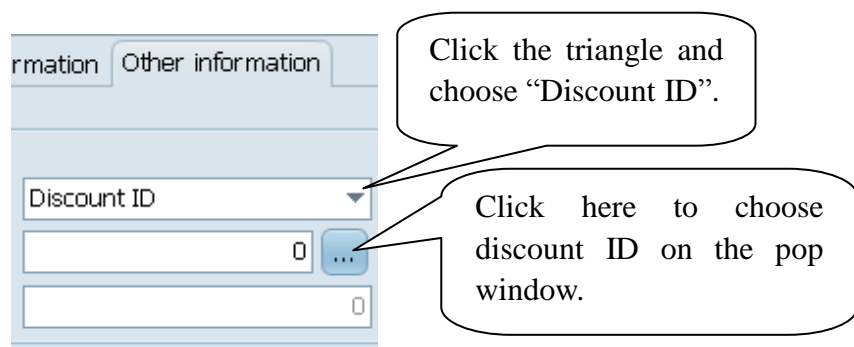 rmation Other information
Click the triangle and
choose “Discount ID”.
Discount ID
0 ...
0
Click here to choose
discount ID on the pop
window.